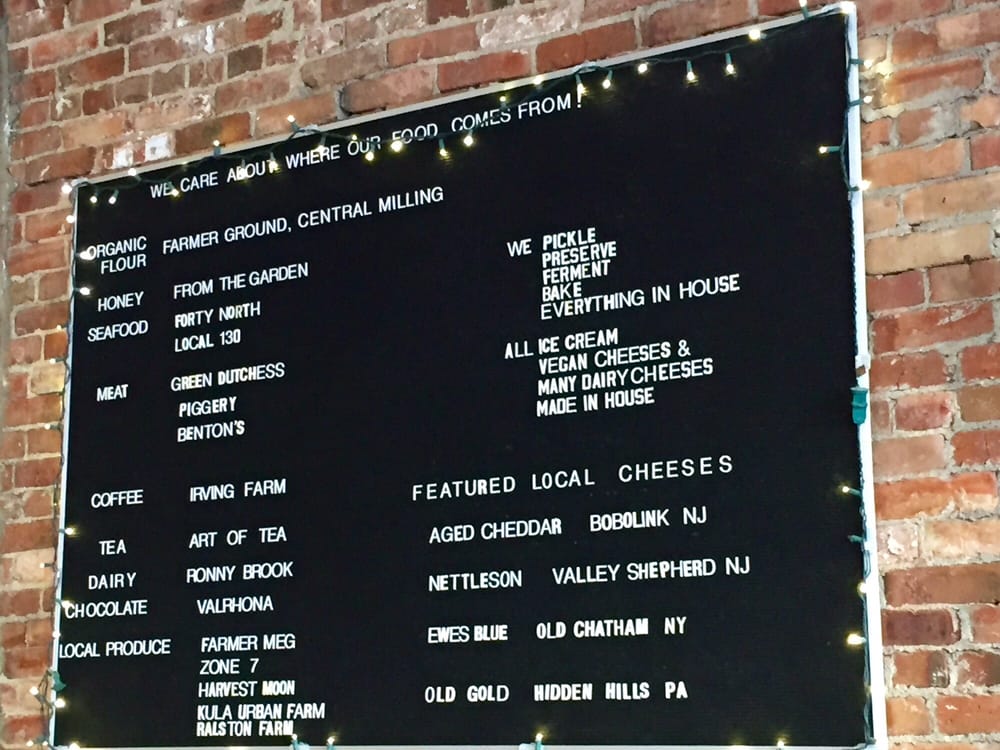 WE CARE ABOUT WHERE OUR FOOD COMES FROM!
ORGANIC FLOUR FARMER GROUND, CENTRAL MILLING
HONEY FROM THE GARDEN
SEAFOOD FORTY NORTH
LOCAL 130
MEAT GREEN DUTCHESS
PIGGERY
BENTON'S
COFFEE IRVING FARM
TEA ART OF TEA
DAIRY RONNY BROOK
CHOCOLATE VALRHONA
LOCAL PRODUCE FARMER MEG
ZONE 7
HARVEST MOON
KULA URBAN FARM
RALSTON FARM
WE PICKLE
PRESERVE
FERMENT
BAKE
EVERYTHING IN HOUSE
ALL ICE CREAM
VEGAN CHEESES &
MANY DAIRY CHEESES
MADE IN HOUSE
FEATURED LOCAL CHEESES
AGED CHEDDAR BOBOLINK NJ
NETTLESON VALLEY SHEPHERD NJ
EWES BLUE OLD CHATHAM NY
OLD GOLD HIDDEN HILLS PA